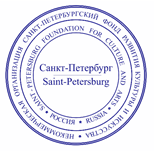 НЕКОММЕРЧЕСКАЯ ОРГАНИЗАЦИЯ САНКТ-ПЕТЕРБУРГСКИЙ ФОНД РАЗВИТИЯ КУЛЬТУРЫ И ИСКУССТВА
SAINT-PETERSBURG FOUNDATION FOR CULTURE AND ARTS
• РОССИЯ • RUSSIA •
Санкт-Петербург
Saint-Petersburg